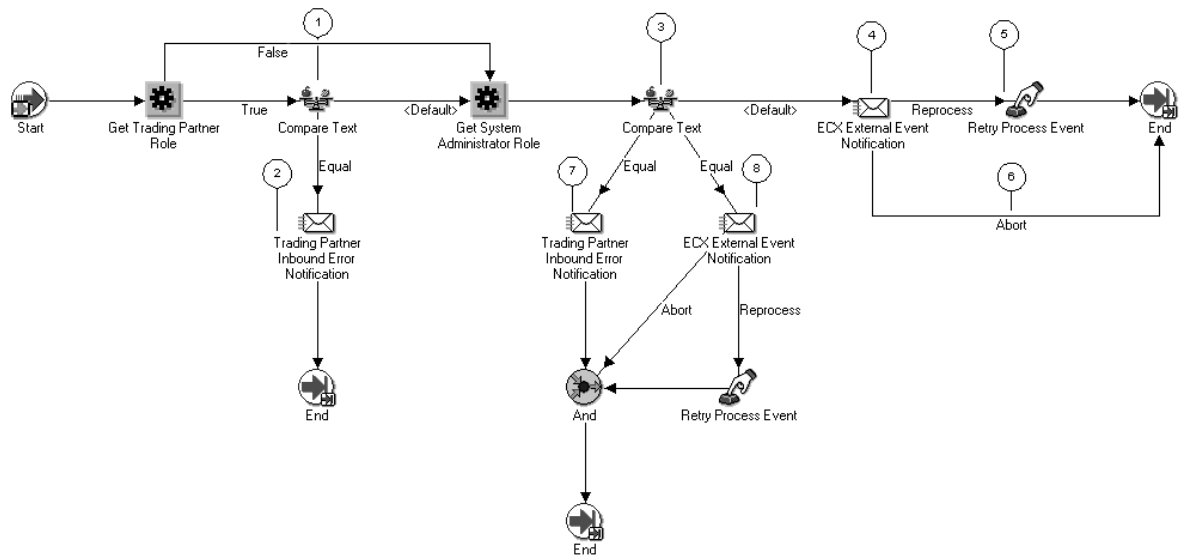 1
3
4
5
False
Start
Get Trading Partner
Role
True
Compare Text
<Default>
Get System
Administrator Role
Compare Text
<Default>
ECX External Event
Notification
Reprocess
Retry Process Event
End
2
Equal
7
Equal
Equal
8
6
Abort
Trading Partner
Inbound Error
Notification
Trading Partner
Inbound Error
Notification
ECX External Event
Notification
Abort
Reprocess
End
And
Retry Process Event
End